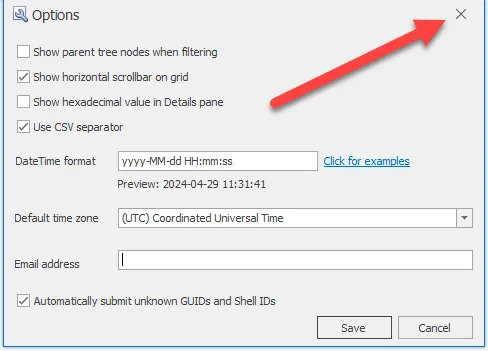 Options
Show parent tree nodes when filtering
Show horizontal scrollbar on grid
Show hexadecimal value in Details pane
Use CSV separator
DateTime format yyyy-MM-dd HH:mm:ss Click for examples
Preview: 2024-04-29 11:31:41
Default time zone (UTC) Coordinated Universal Time
Email address
Automatically submit unknown GUIDs and Shell IDs
Save Cancel